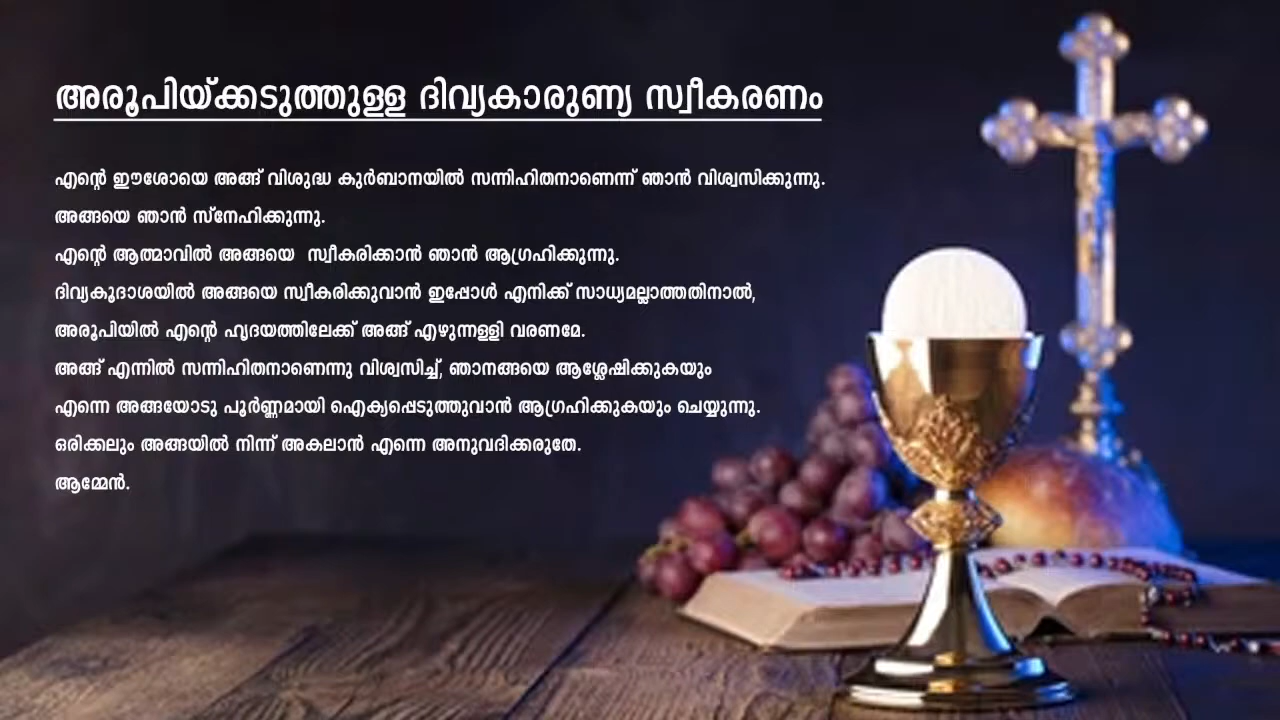 അരൂപിയ്ക്കടുത്തുള്ള ദിവ്യകാരുണ്യ സ്വീകരണം
എന്റെ ഈശോയെ അങ്ങ് വിശുദ്ധ കുർബാനയിൽ സന്നിഹിതനാണെന്ന് ഞാൻ വിശ്വസിക്കുന്നു.
അങ്ങയെ ഞാൻ സ്നേഹിക്കുന്നു.
എന്റെ ആത്മാവിൽ അങ്ങയെ സ്വീകരിക്കാൻ ഞാൻ ആഗ്രഹിക്കുന്നു.
ദിവ്യകൂദാശയിൽ അങ്ങയെ സ്വീകരിക്കുവാൻ ഇപ്പോൾ എനിക്ക് സാധ്യമല്ലാത്തതിനാൽ,
അരൂപിയിൽ എന്റെ ഹൃദയത്തിലേക്ക് അങ്ങ് എഴുന്നള്ളി വരണമേ.
അങ്ങ് എന്നിൽ സന്നിഹിതനാണെന്നു വിശ്വസിച്ച്, ഞാനങ്ങയെ ആശ്ലേഷിക്കുകയും
എന്നെ അങ്ങയോടു പൂർണ്ണമായി ഐക്യപ്പെടുത്തുവാൻ ആഗ്രഹിക്കുകയും ചെയ്യുന്നു.
ഒരിക്കലും അങ്ങയിൽ നിന്ന് അകലാൻ എന്നെ അനുവദിക്കരുതേ.
ആമ്മേൻ.